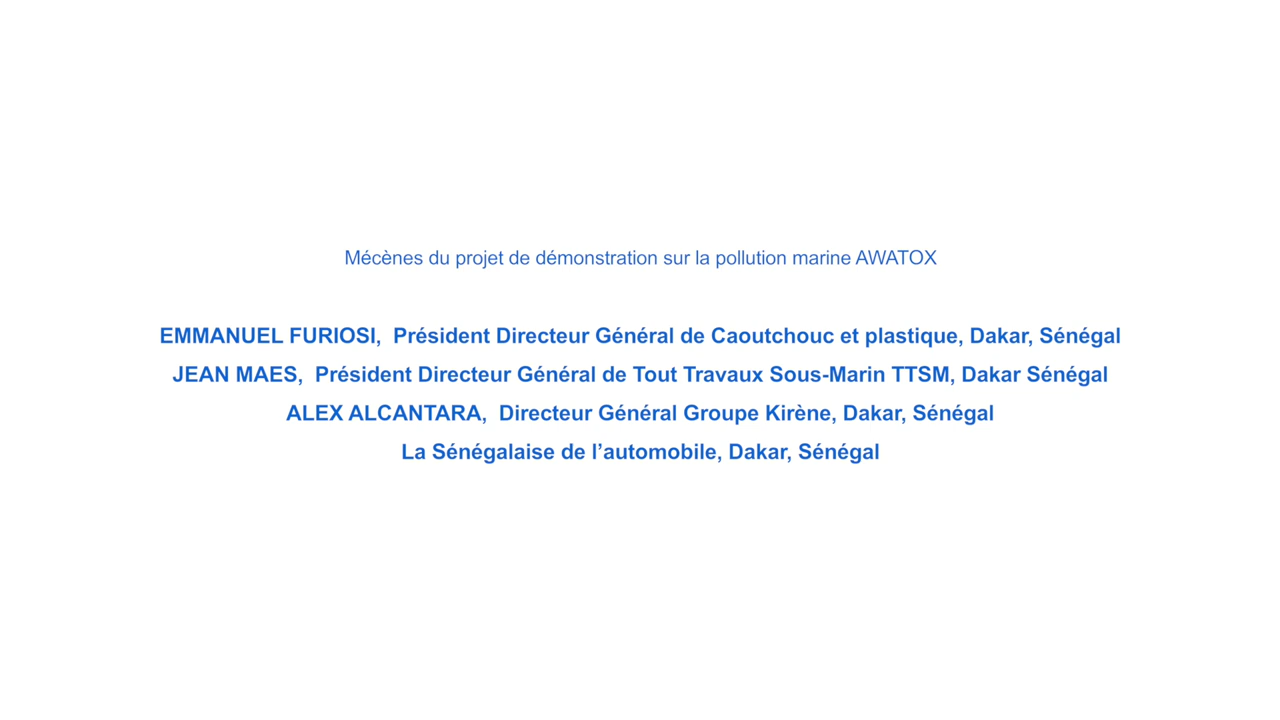 Mécènes du projet de démonstration sur la pollution marine AWATOX
EMMANUEL FURIOSI,  Président Directeur Général de Caoutchouc et plastique, Dakar, Sénégal
JEAN MAES,  Président Directeur Général de Tout Travaux Sous-Marin TTSM, Dakar Sénégal
ALEX ALCANTARA,  Directeur Général Groupe Kirène, Dakar, Sénégal
La Sénégalaise de l’automobile, Dakar, Sénégal